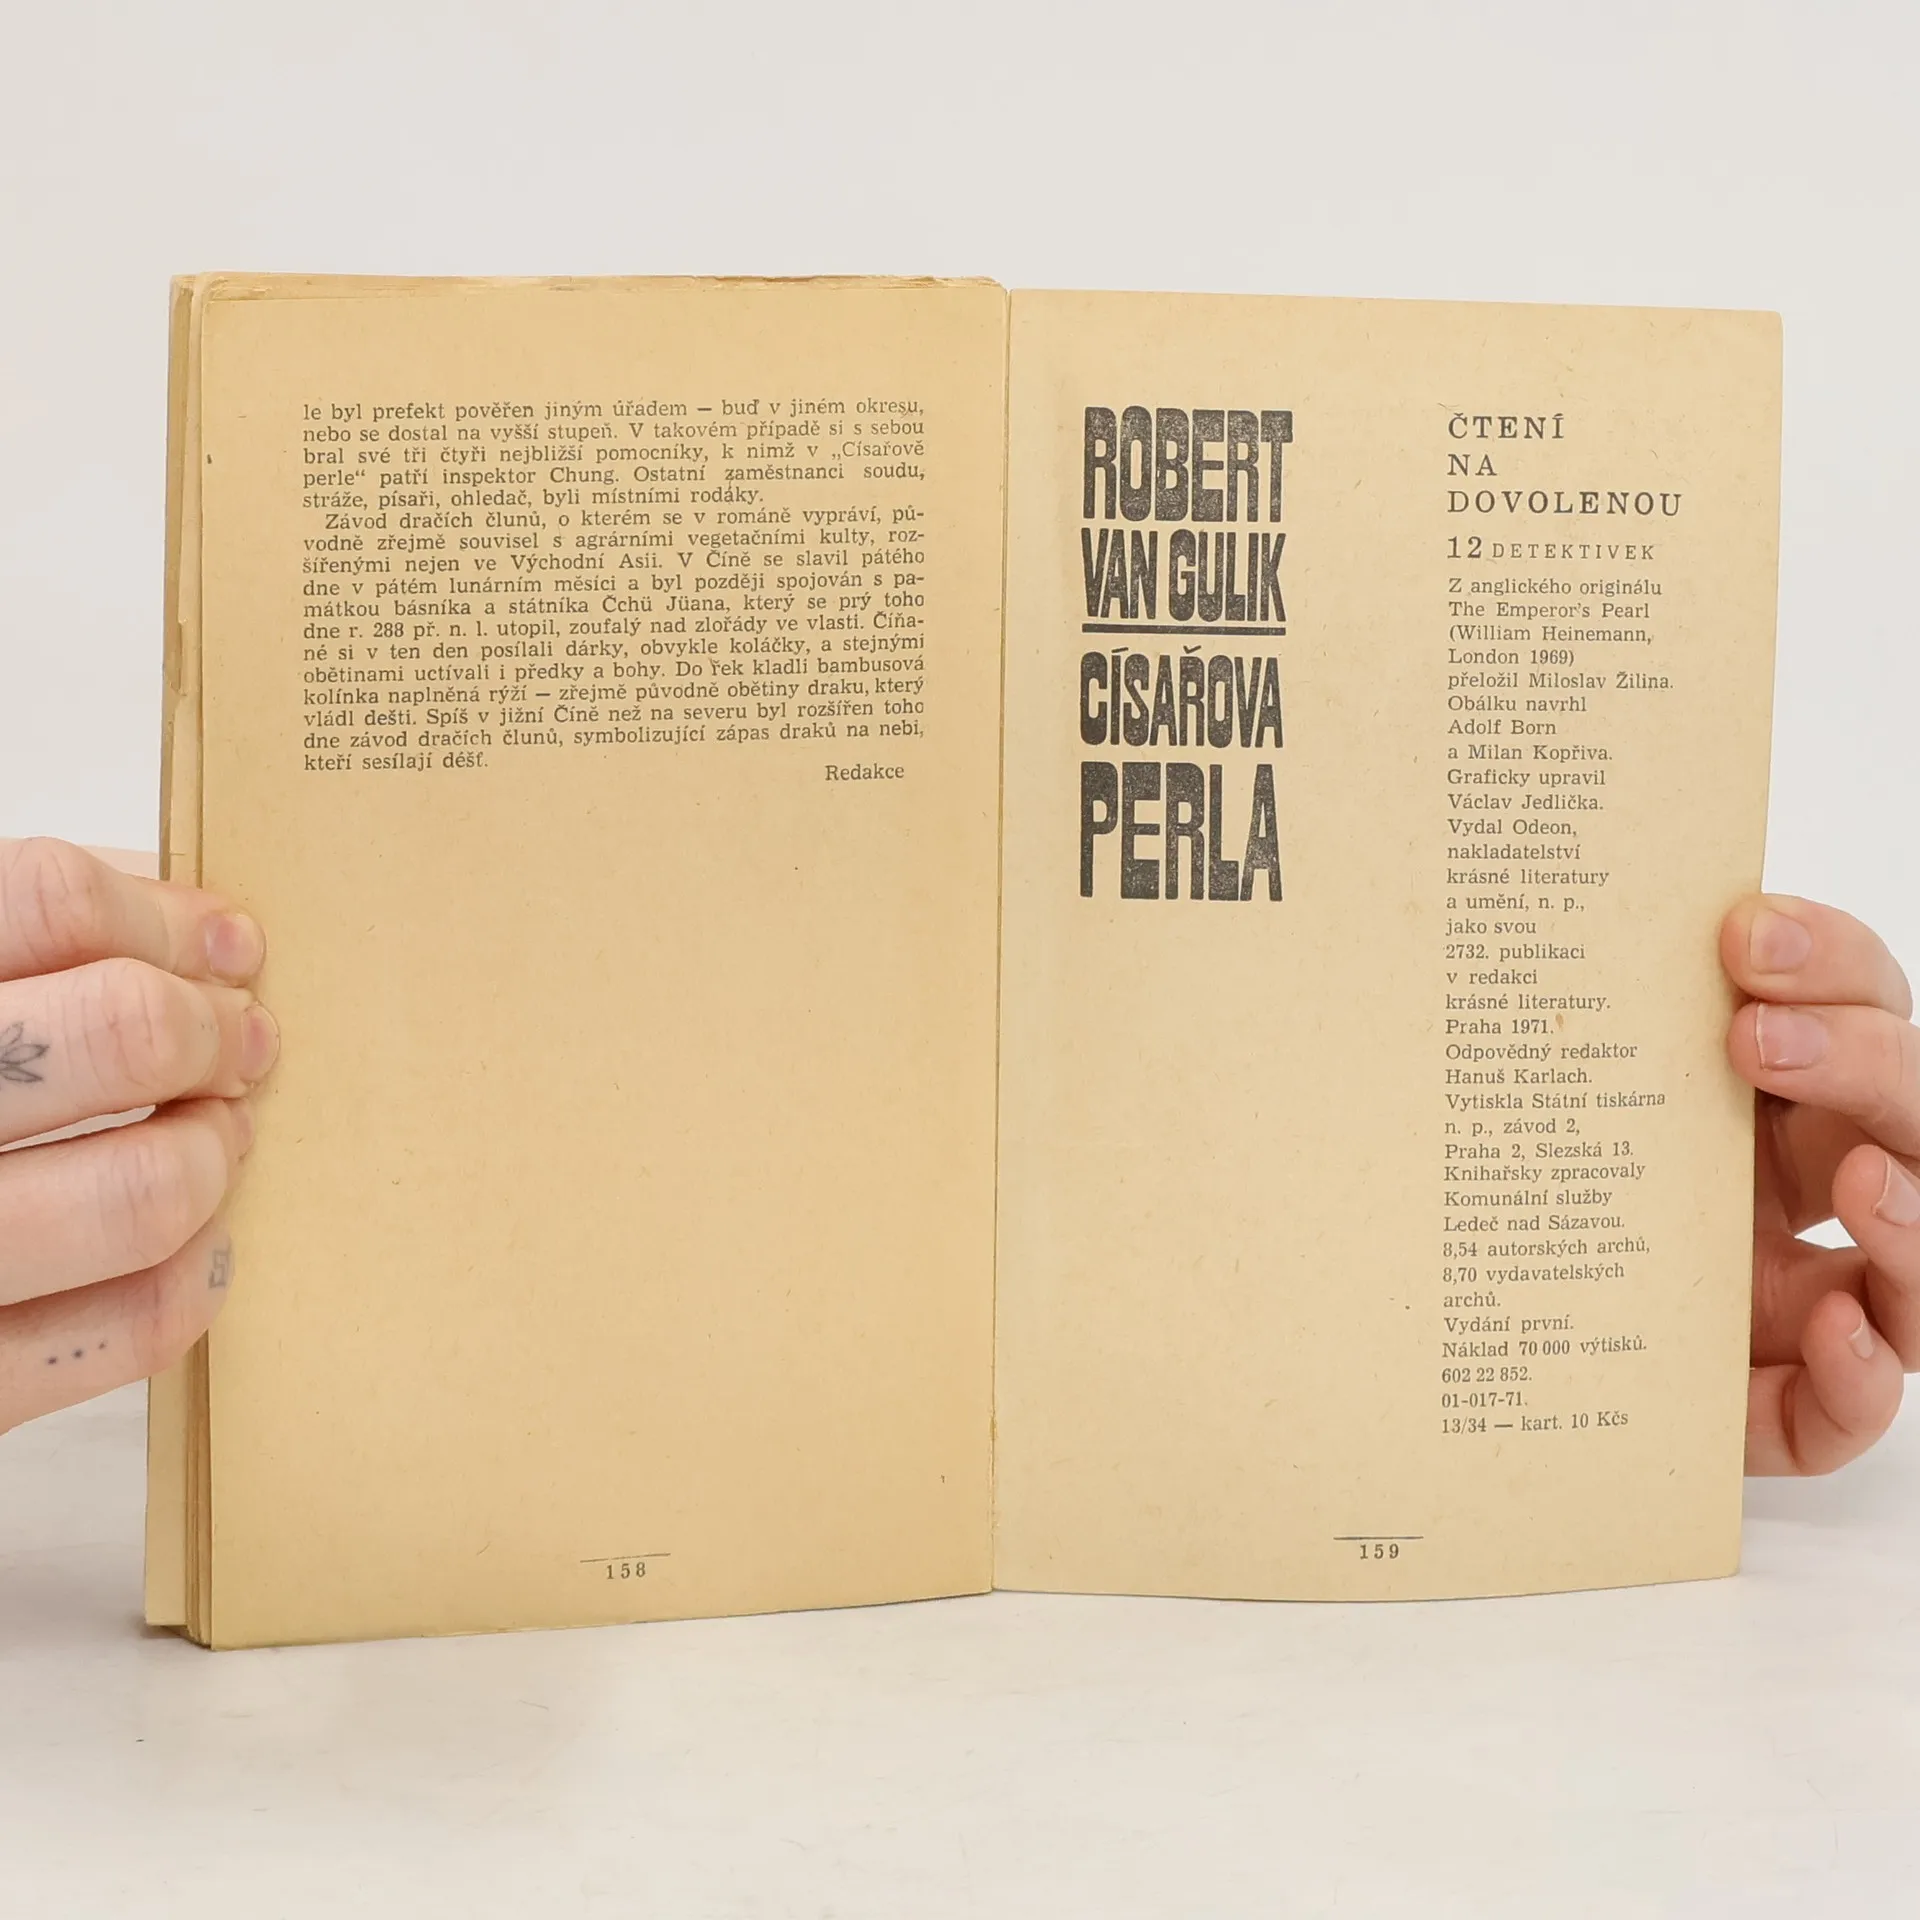 le byl prefekt pověřen jiným úřadem — buď v jiném okresu,
nebo se dostal na vyšší stupeň. V takovém případě si s sebou
bral své tři čtyři nejbližší pomocníky, k nimž v „Císařově
perle“ patří inspektor Chung. Ostatní zaměstnanci soudu,
stráže, písaři, ohledač, byli místními rodáky.
Závod dračích člunů, o kterém se v románě vypráví, pů-
vodně zřejmě souvisel s agrárními vegetačními kulty, roz-
šířenými nejen ve Východní Asii. V Číně se slavil pátého
dne v pátém lunárním měsíci a byl později spojován s pa-
mátkou básníka a státníka Čchü Jüana, který se prý toho
dne r. 288 př. n. l. utopil, zoufalý nad zlořády ve vlasti. Číňa-
né si v ten den posílali dárky, obvykle koláčky, a stejnými
obětinami uctívali i předky a bohy. Do řek kladli bambusová
kolínka naplněná rýží — zřejmě původně obětiny draku, který
vládl dešti. Spíš v jižní Číně než na severu byl rozšířen toho
dne závod dračích člunů, symbolizující zápas draků na nebi,
kteří sesílají déšť.
Redakce
158
ROBERT
VAN GULIK
CÍSAŘOVA
PERLA
ČTENÍ
NA
DOVOLENOU
12 DETEKTIVEK
Z anglického originálu
The Emperor's Pearl
(William Heinemann,
London 1969)
přeložil Miloslav Žilina.
Obálku navrhl
Adolf Born
a Milan Kopřiva.
Graficky upravil
Václav Jedlička.
Vydal Odeon,
nakladatelství
krásné literatury
a umění, n. p.,
jako svou
2732. publikaci
v redakci
krásné literatury.
Praha 1971.
Odpovědný redaktor
Hanuš Karlach.
Vytiskla Státní tiskárna
n. p., závod 2,
Praha 2, Slezská 13.
Knihařsky zpracovaly
Komunální služby
Ledeč nad Sázavou.
8,54 autorských archů,
8,70 vydavatelských
archů.
Vydání první.
Náklad 70 000 výtisků.
602 22 852.
01-017-71.
13/34 — kart. 10 Kčs
159